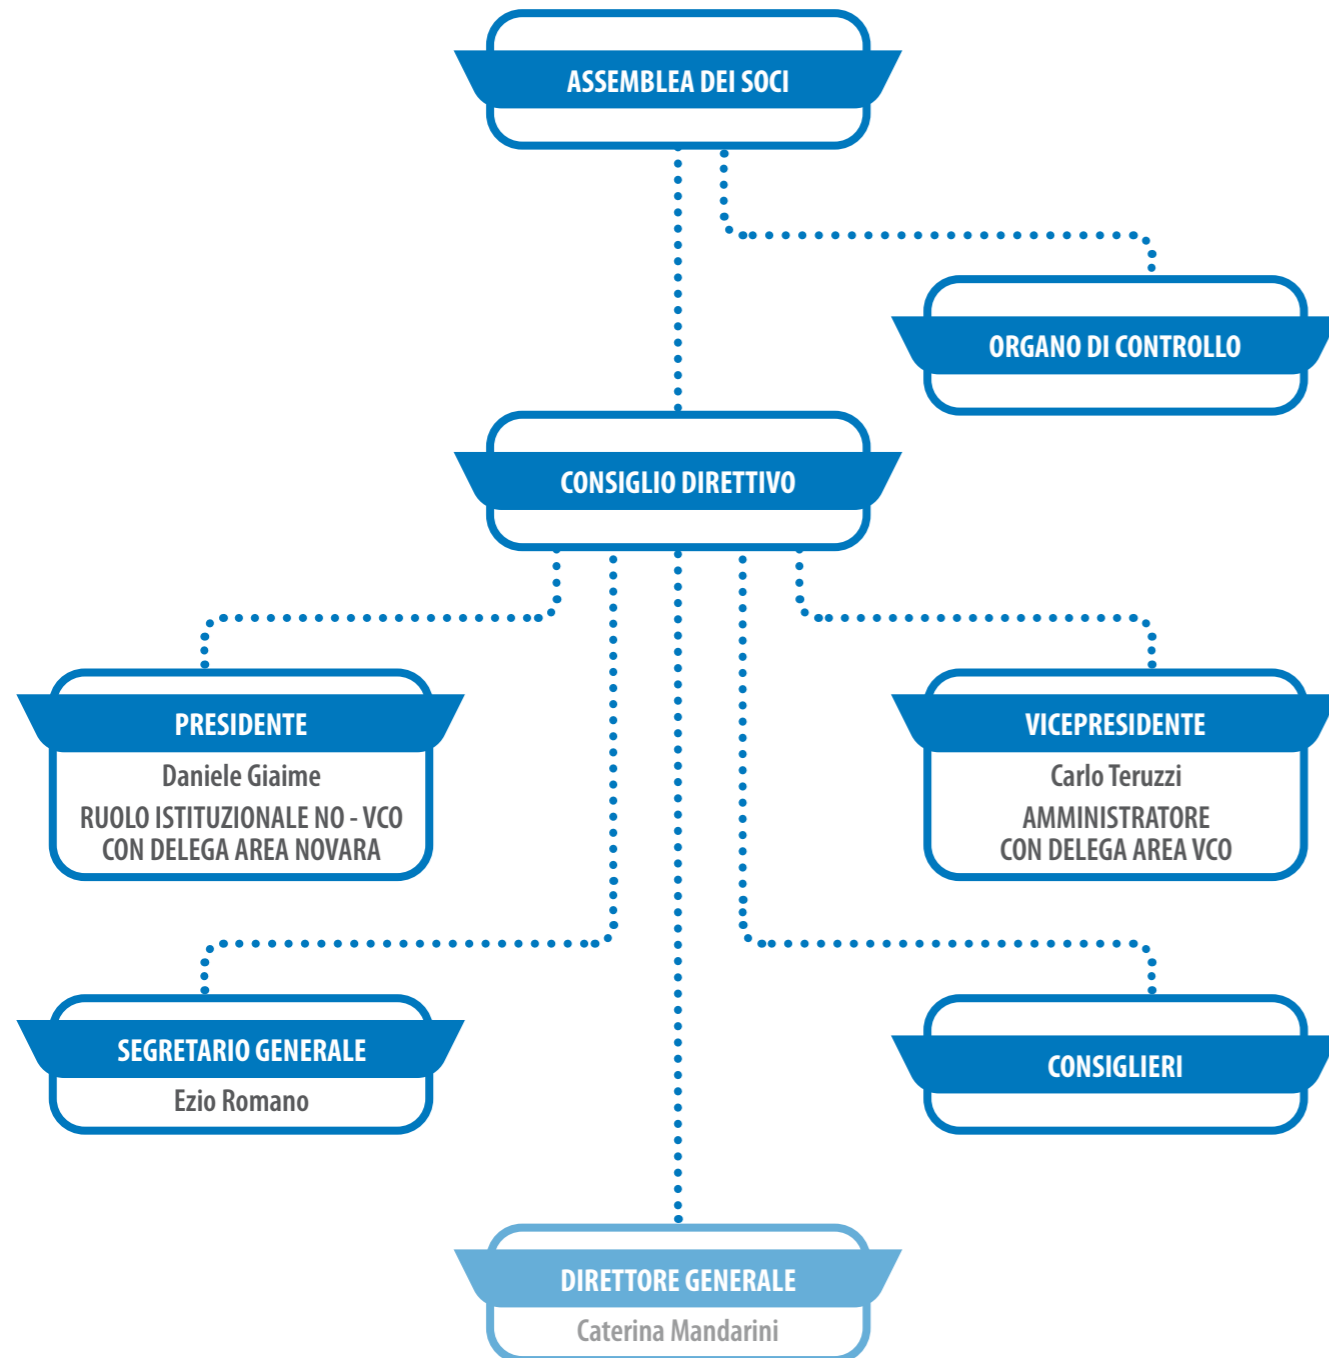 ASSEMBLEA DEI SOCI
ORGANO DI CONTROLLO
CONSIGLIO DIRETTIVO
PRESIDENTE
Daniele Giaime
RUOLO ISTITUZIONALE NO - VCO
CON DELEGA AREA NOVARA
VICEPRESIDENTE
Carlo Teruzzi
AMMINISTRATORE
CON DELEGA AREA VCO
SEGRETARIO GENERALE
Ezio Romano
CONSIGLIERI
DIRETTORE GENERALE
Caterina Mandarini